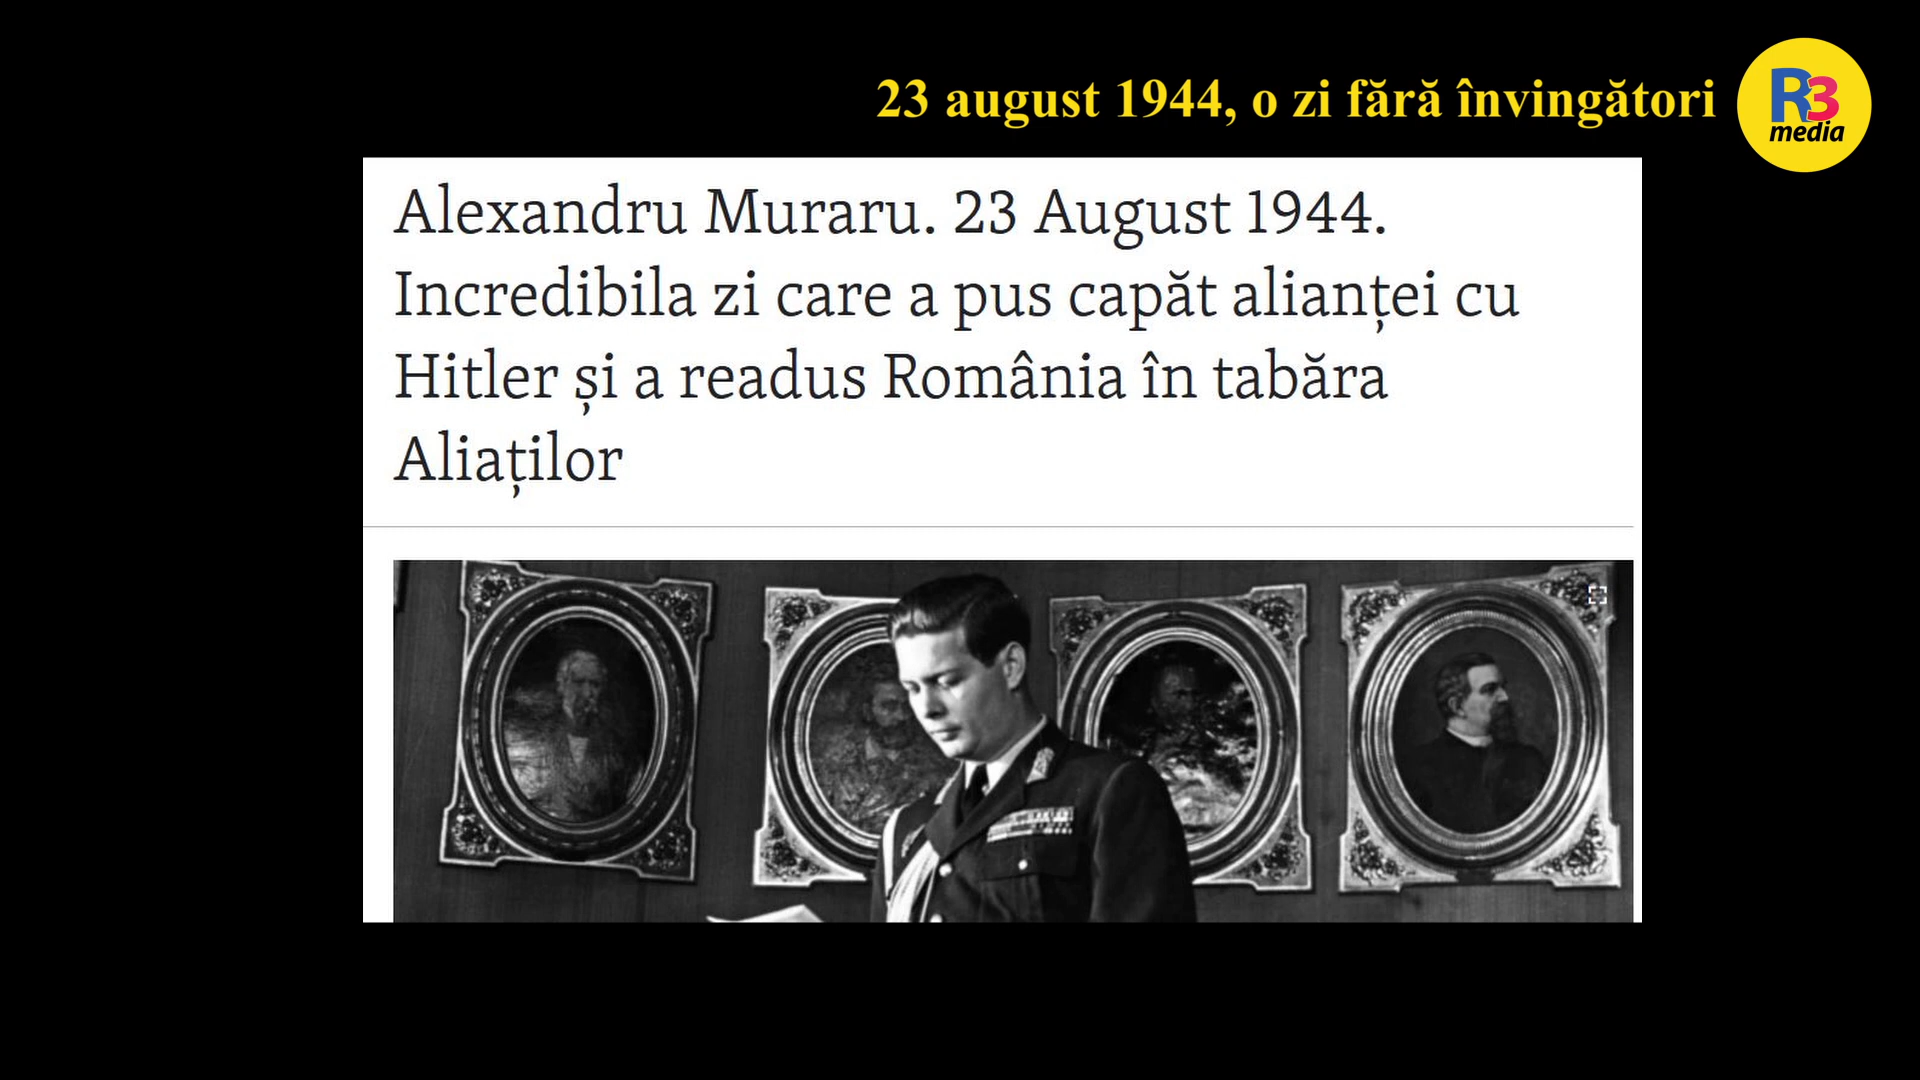 23 august 1944, o zi fără învingători
R3
media
Alexandru Muraru. 23 August 1944.
Incredibila zi care a pus capăt alianței cu
Hitler și a readus România în tabăra
Aliaților